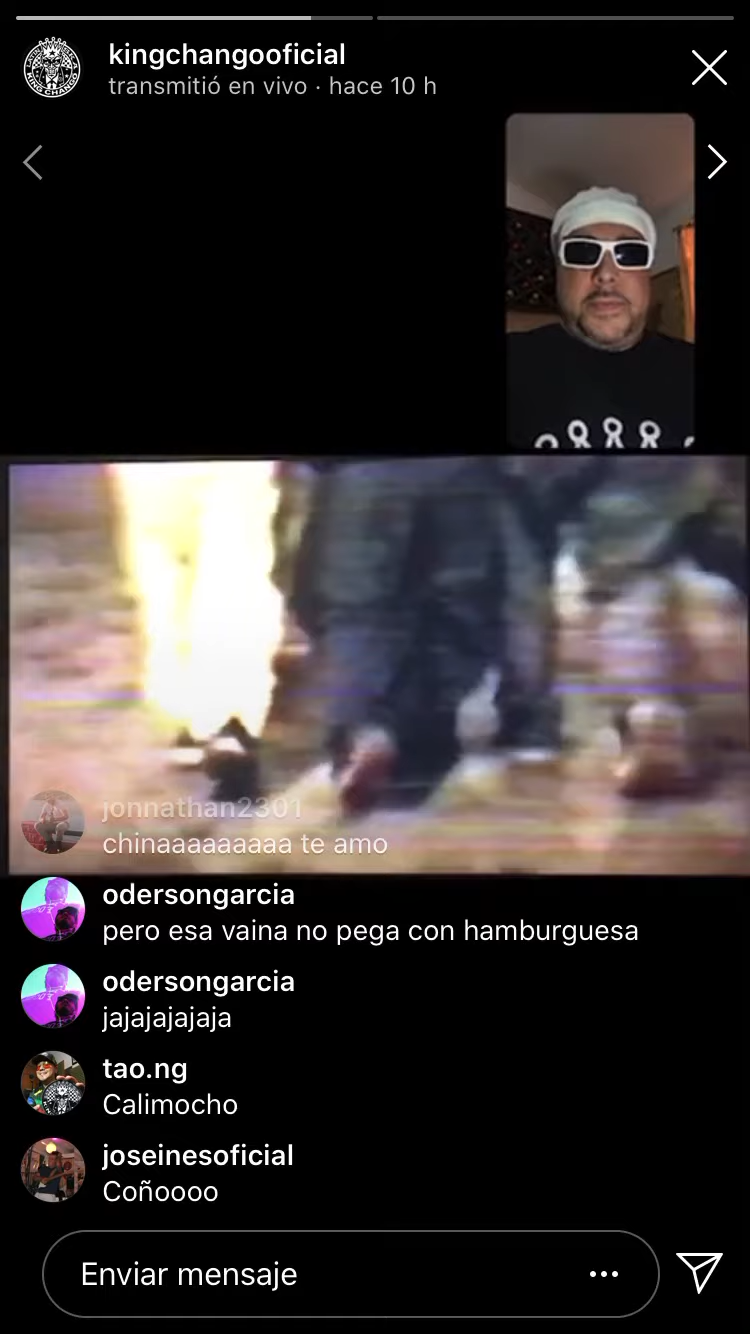 kingchangooficial
transmitió en vivo · hace 10 h
jonnathan2301
chinaaaaaaaaa te amo
odersongarcia
pero esa vaina no pega con hamburguesa
odersongarcia
jajajajajaja
tao.ng
Calimocho
joseinesoficial
Coñoooo
Enviar mensaje